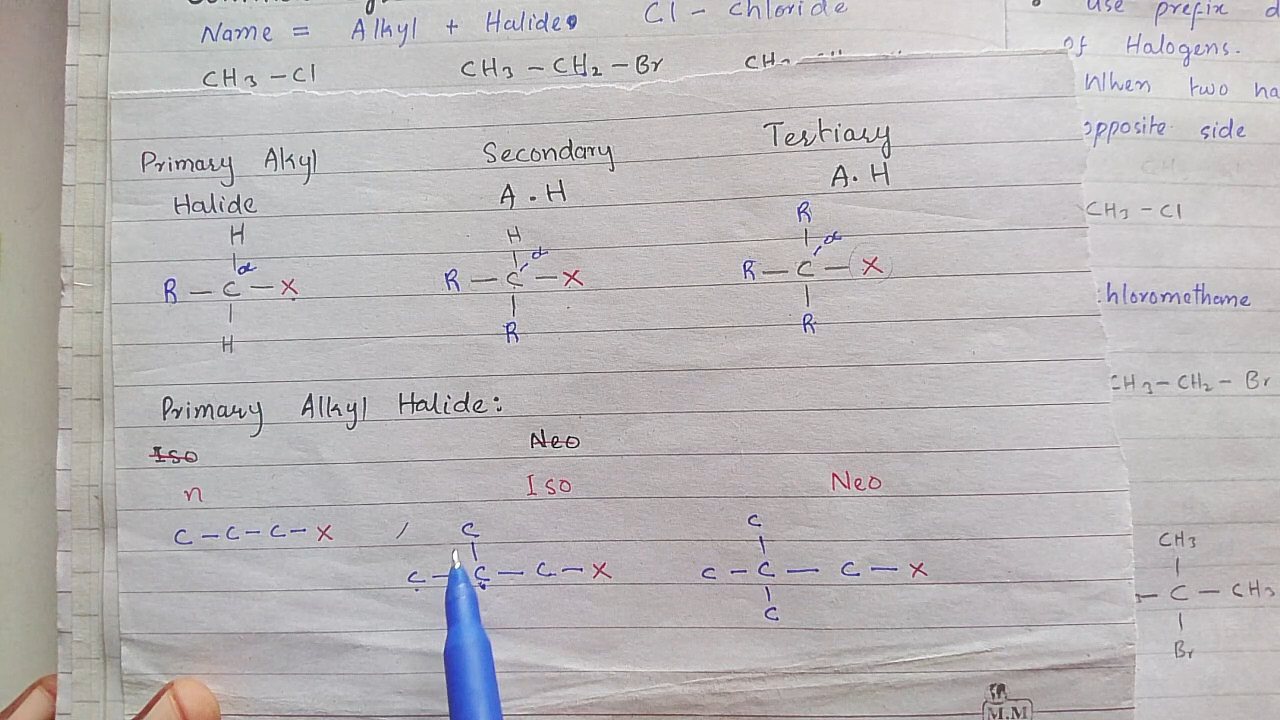 Name = Alkyl + Halide. Cl - Chloride
CH3 - Cl CH3 - CH2 - Br
Primary Alkyl Halide
Secondary A.H
Tertiary A.H
H
α
R - C - X
H
H
α
R - C - X
R
R
α
R - C - X
R
Primary Alkyl Halide:
Iso Neo
n Iso Neo
C - C - C - X /
C
C - C - C - X
C
C - C - C - X
C
M.M
use prefix
of Halogens.
When two
opposite side
CH3 - Cl
CH3 - CH2 - Br
CH3
- C - CH3
Br